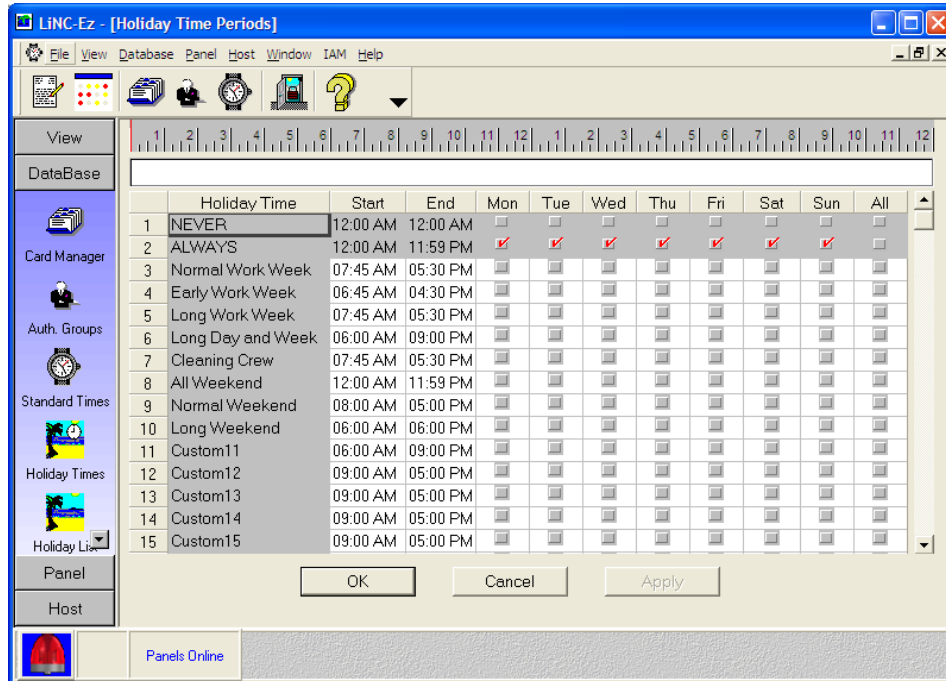 LiNC-Ez - [Holiday Time Periods]
File View Database Panel Host Window IAM Help
View
DataBase
Card Manager
Auth. Groups
Standard Times
Holiday Times
Holiday Lis
Panel
Host
1 2 3 4 5 6 7 8 9 10 11 12 1 2 3 4 5 6 7 8 9 10 11 12
Holiday Time Start End Mon Tue Wed Thu Fri Sat Sun All
1 NEVER 12:00 AM 12:00 AM
2 ALWAYS 12:00 AM 11:59 PM
3 Normal Work Week 07:45 AM 05:30 PM
4 Early Work Week 06:45 AM 04:30 PM
5 Long Work Week 07:45 AM 05:30 PM
6 Long Day and Week 06:00 AM 09:00 PM
7 Cleaning Crew 07:45 AM 05:30 PM
8 All Weekend 12:00 AM 11:59 PM
9 Normal Weekend 08:00 AM 05:00 PM
10 Long Weekend 06:00 AM 06:00 PM
11 Custom11 06:00 AM 09:00 PM
12 Custom12 09:00 AM 05:00 PM
13 Custom13 09:00 AM 05:00 PM
14 Custom14 09:00 AM 05:00 PM
15 Custom15 09:00 AM 05:00 PM
OK Cancel Apply
Panels Online